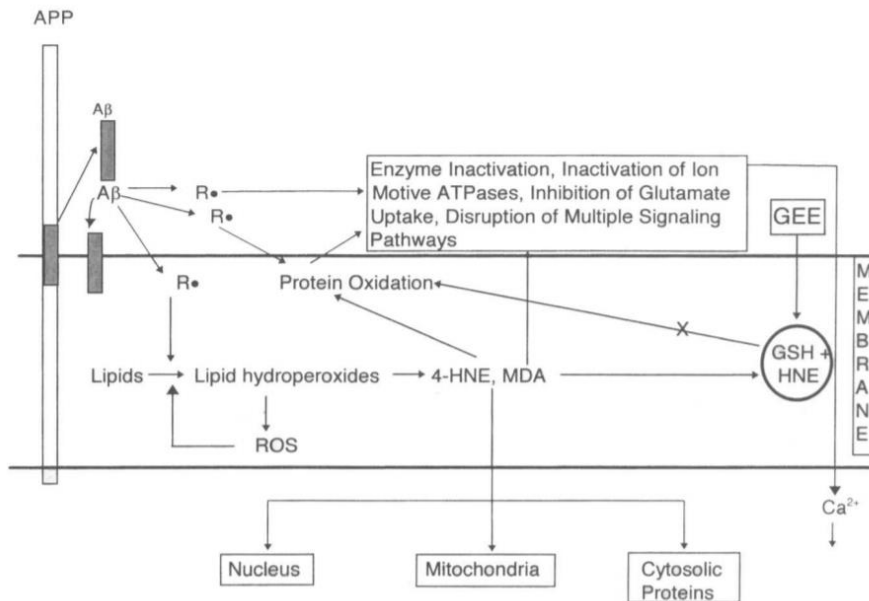 APP
Aβ
Aβ
R•
R•
Enzyme Inactivation, Inactivation of Ion
Motive ATPases, Inhibition of Glutamate
Uptake, Disruption of Multiple Signaling
Pathways
GEE
R•
Protein Oxidation
X
GSH +
HNE
Lipids
Lipid hydroperoxides
4-HNE, MDA
ROS
M
E
M
B
R
A
N
E
Ca²⁺
Nucleus
Mitochondria
Cytosolic
Proteins